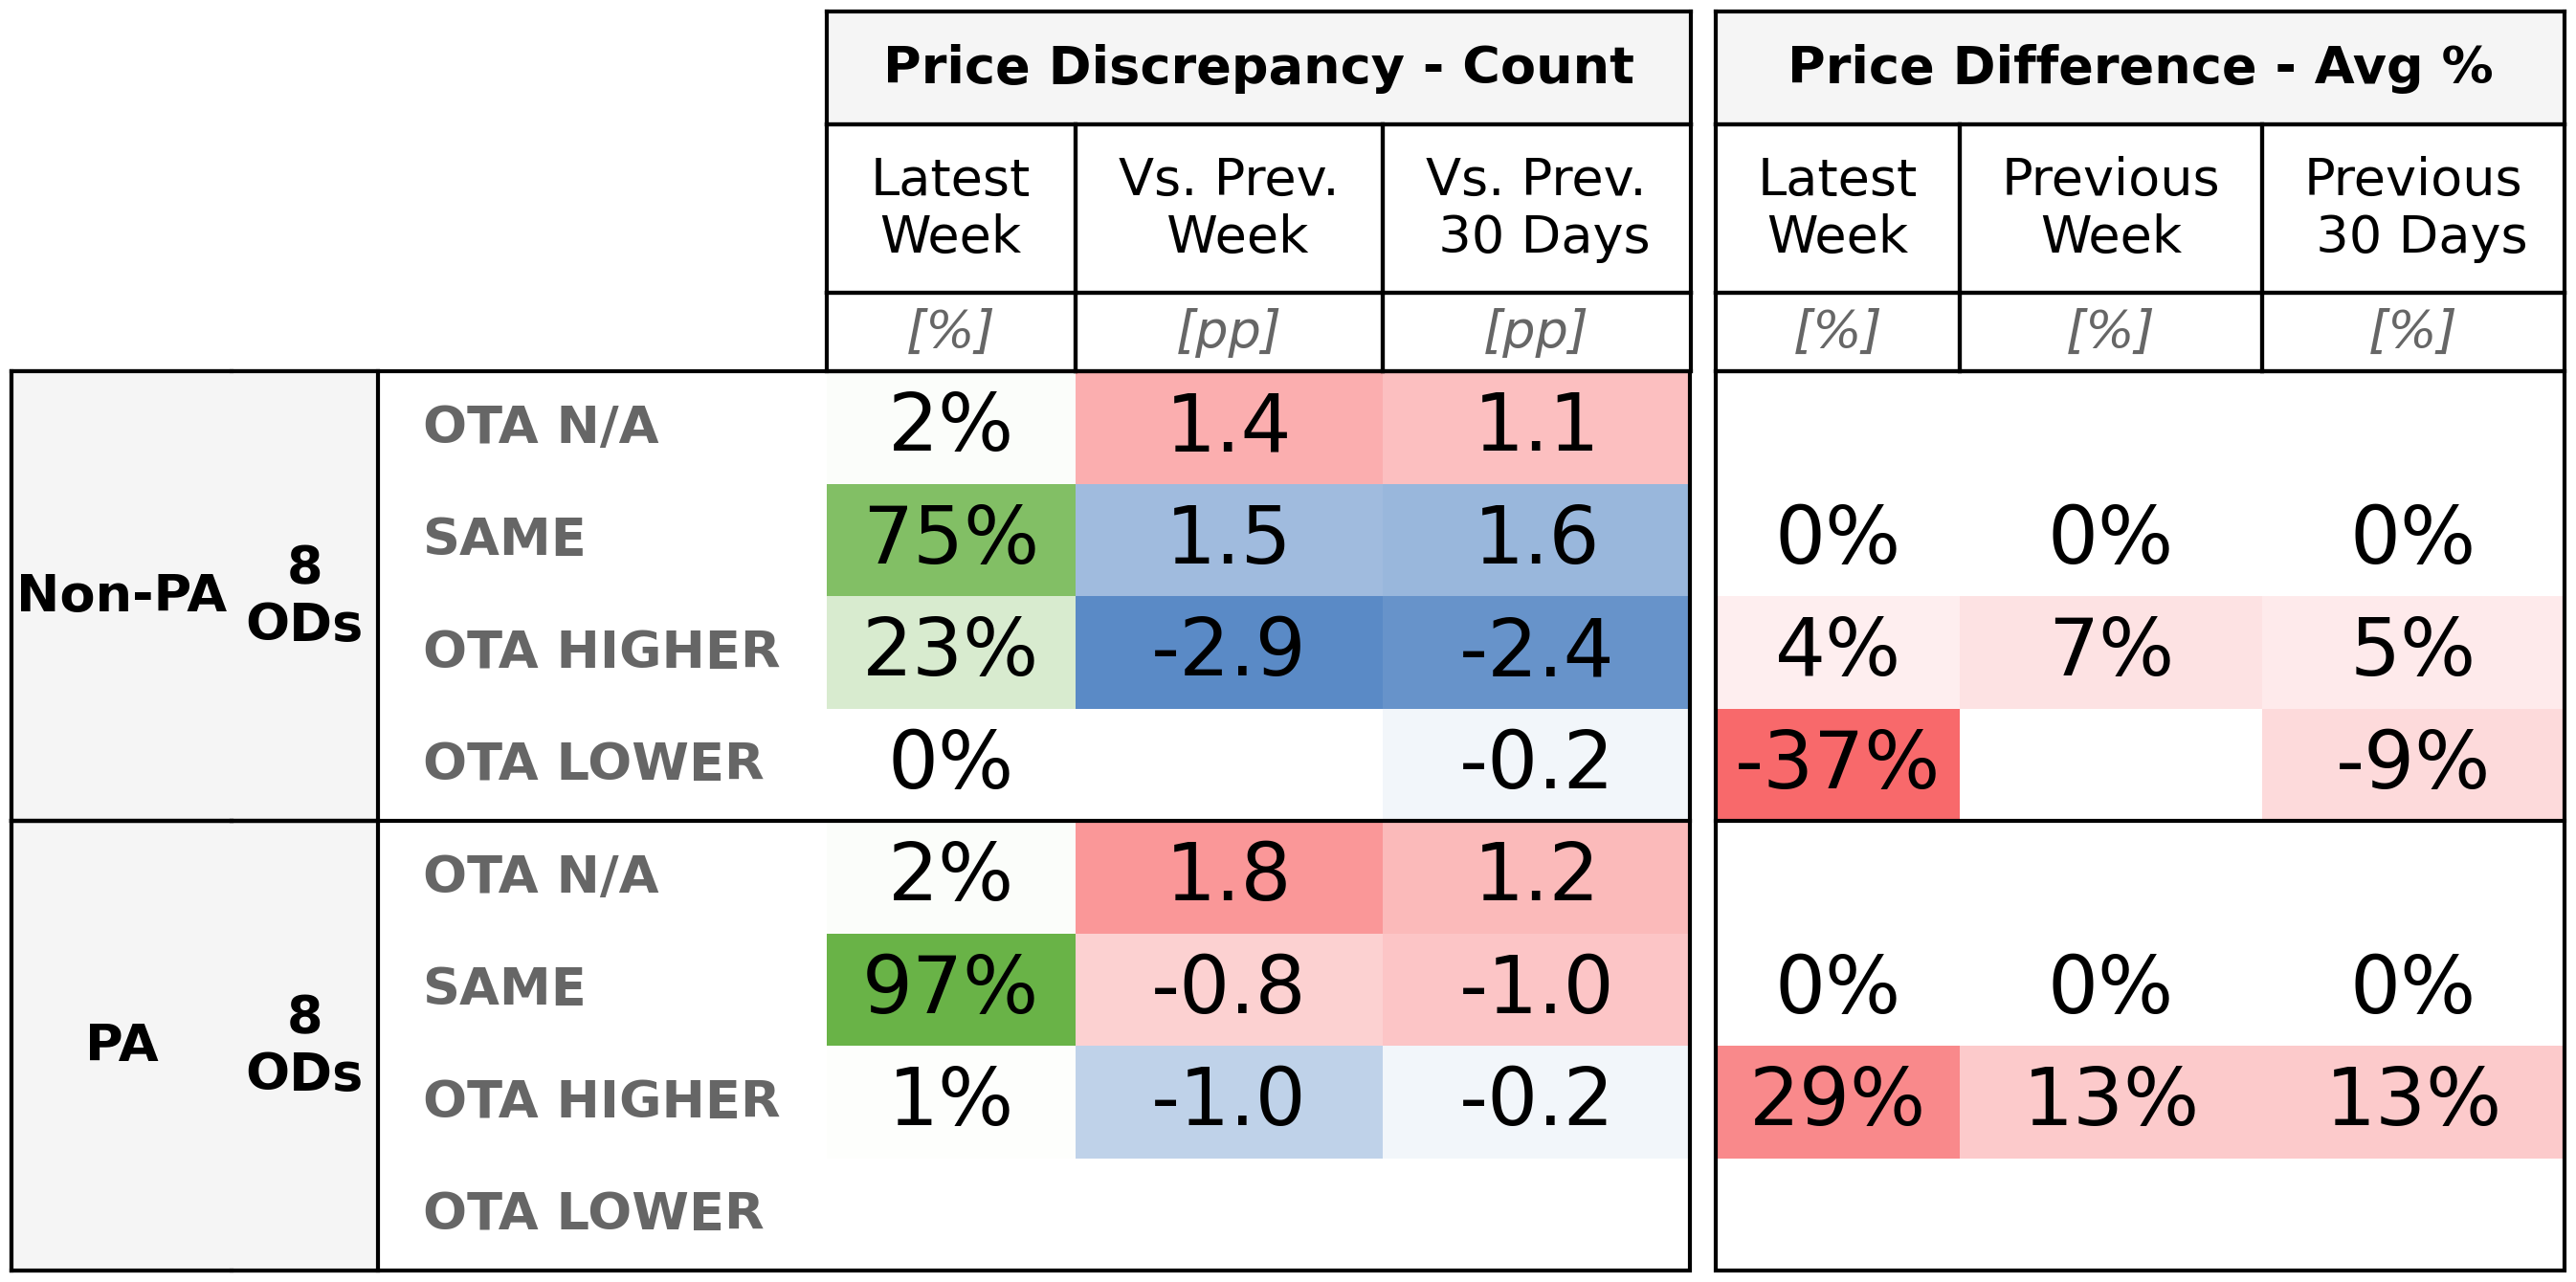 Price Discrepancy - Count Price Difference - Avg %
Latest Week Vs. Prev. Week Vs. Prev. 30 Days Latest Week Previous Week Previous 30 Days
[%] [pp] [pp] [%] [%] [%]
Non-PA 8 ODs
OTA N/A 2% 1.4 1.1
SAME 75% 1.5 1.6 0% 0% 0%
OTA HIGHER 23% -2.9 -2.4 4% 7% 5%
OTA LOWER 0% -0.2 -37% -9%
PA 8 ODs
OTA N/A 2% 1.8 1.2
SAME 97% -0.8 -1.0 0% 0% 0%
OTA HIGHER 1% -1.0 -0.2 29% 13% 13%
OTA LOWER